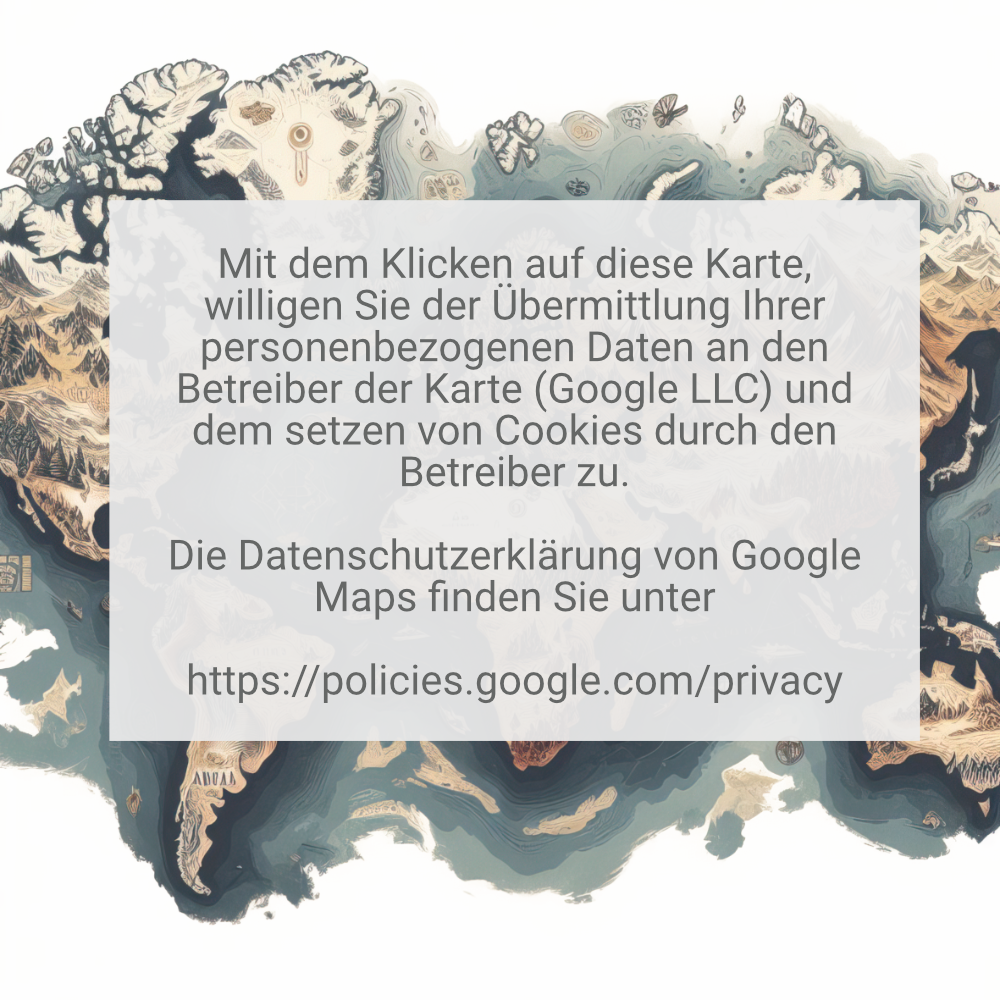 Mit dem Klicken auf diese Karte,
willigen Sie der Übermittlung Ihrer
personenbezogenen Daten an den
Betreiber der Karte (Google LLC) und
dem setzen von Cookies durch den
Betreiber zu.
Die Datenschutzerklärung von Google
Maps finden Sie unter
https://policies.google.com/privacy